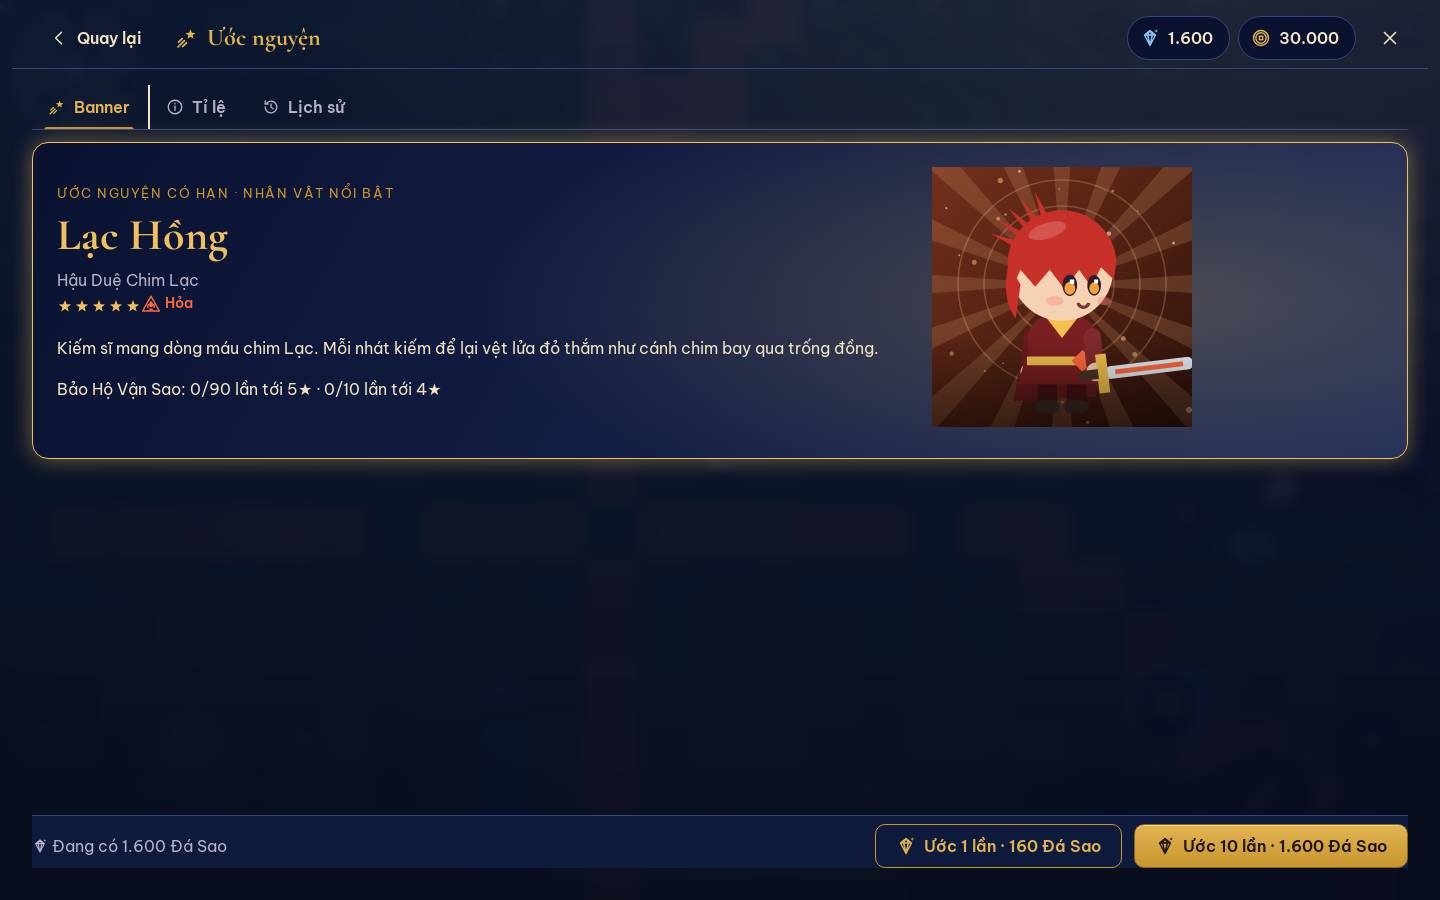 Quay lại
Ước nguyện
1.600
30.000
Banner
Tỉ lệ
Lịch sử
ƯỚC NGUYỆN CÓ HẠN · NHÂN VẬT NỔI BẬT
Lạc Hồng
Hậu Duệ Chim Lạc
★★★★★ Hỏa
Kiếm sĩ mang dòng máu chim Lạc. Mỗi nhát kiếm để lại vệt lửa đỏ thắm như cánh chim bay qua trống đồng.
Bảo Hộ Vận Sao: 0/90 lần tới 5★ · 0/10 lần tới 4★
Đang có 1.600 Đá Sao
Ước 1 lần · 160 Đá Sao
Ước 10 lần · 1.600 Đá Sao